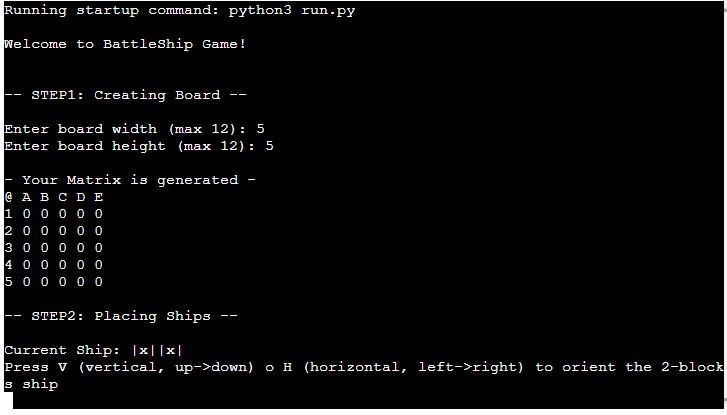 Running startup command: python3 run.py
Welcome to BattleShip Game!
-- STEP1: Creating Board --
Enter board width (max 12): 5
Enter board height (max 12): 5
- Your Matrix is generated -
@ A B C D E
1 0 0 0 0 0
2 0 0 0 0 0
3 0 0 0 0 0
4 0 0 0 0 0
5 0 0 0 0 0
-- STEP2: Placing Ships --
Current Ship: |x||x|
Press V (vertical, up->down) o H (horizontal, left->right) to orient the 2-block
s ship